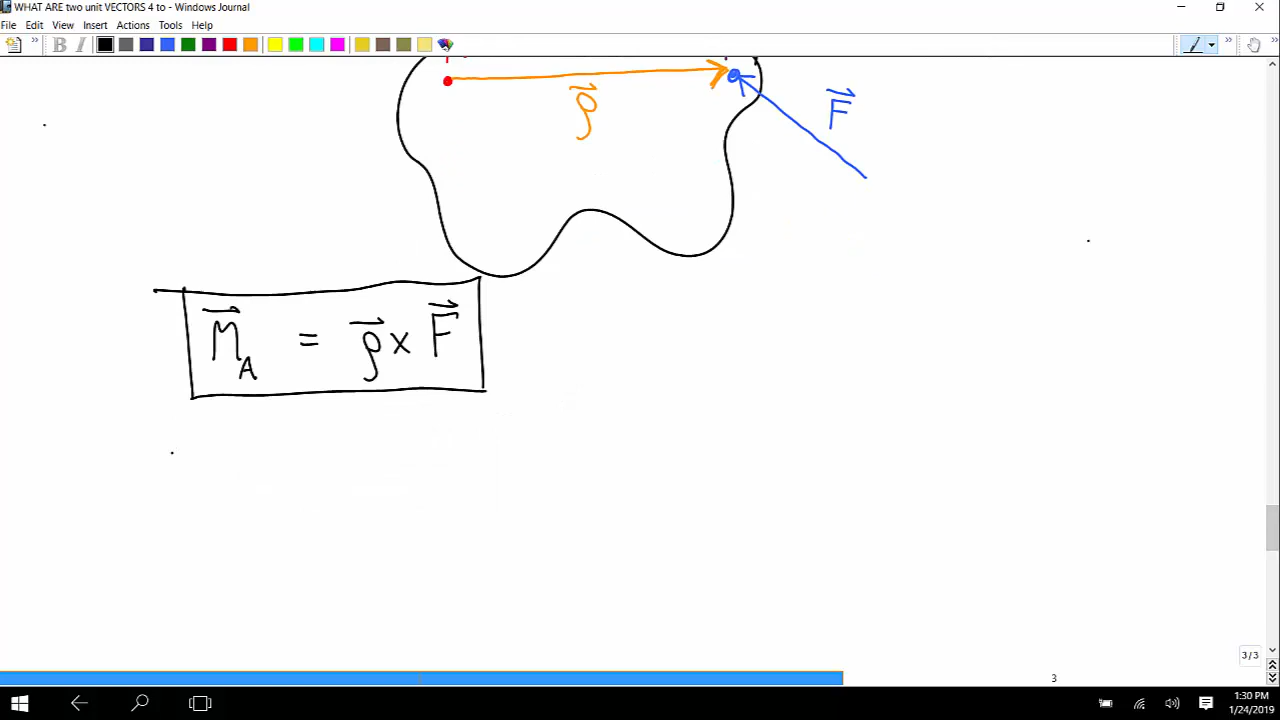 WHAT ARE two unit VECTORS 4 to - Windows Journal
File Edit View Insert Actions Tools Help
B I
ρ⃗
F⃗
M⃗_A = ρ⃗ x F⃗
3/3
3
1:30 PM
1/24/2019